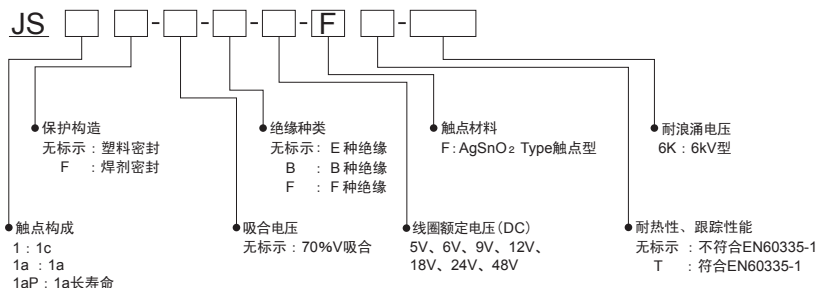 JS □ □-□-□-□-F □-□
保护构造
无标示：塑料密封
F ：焊剂密封
绝缘种类
无标示：E 种绝缘
B ：B 种绝缘
F ：F 种绝缘
触点材料
F：AgSnO₂ Type触点型
耐浪涌电压
6K：6kV型
触点构成
1：1c
1a ：1a
1aP：1a长寿命
吸合电压
无标示：70%V吸合
线圈额定电压（DC）
5V、6V、9V、12V、
18V、24V、48V
耐热性、跟踪性能
无标示 ：不符合EN60335-1
T ：符合EN60335-1